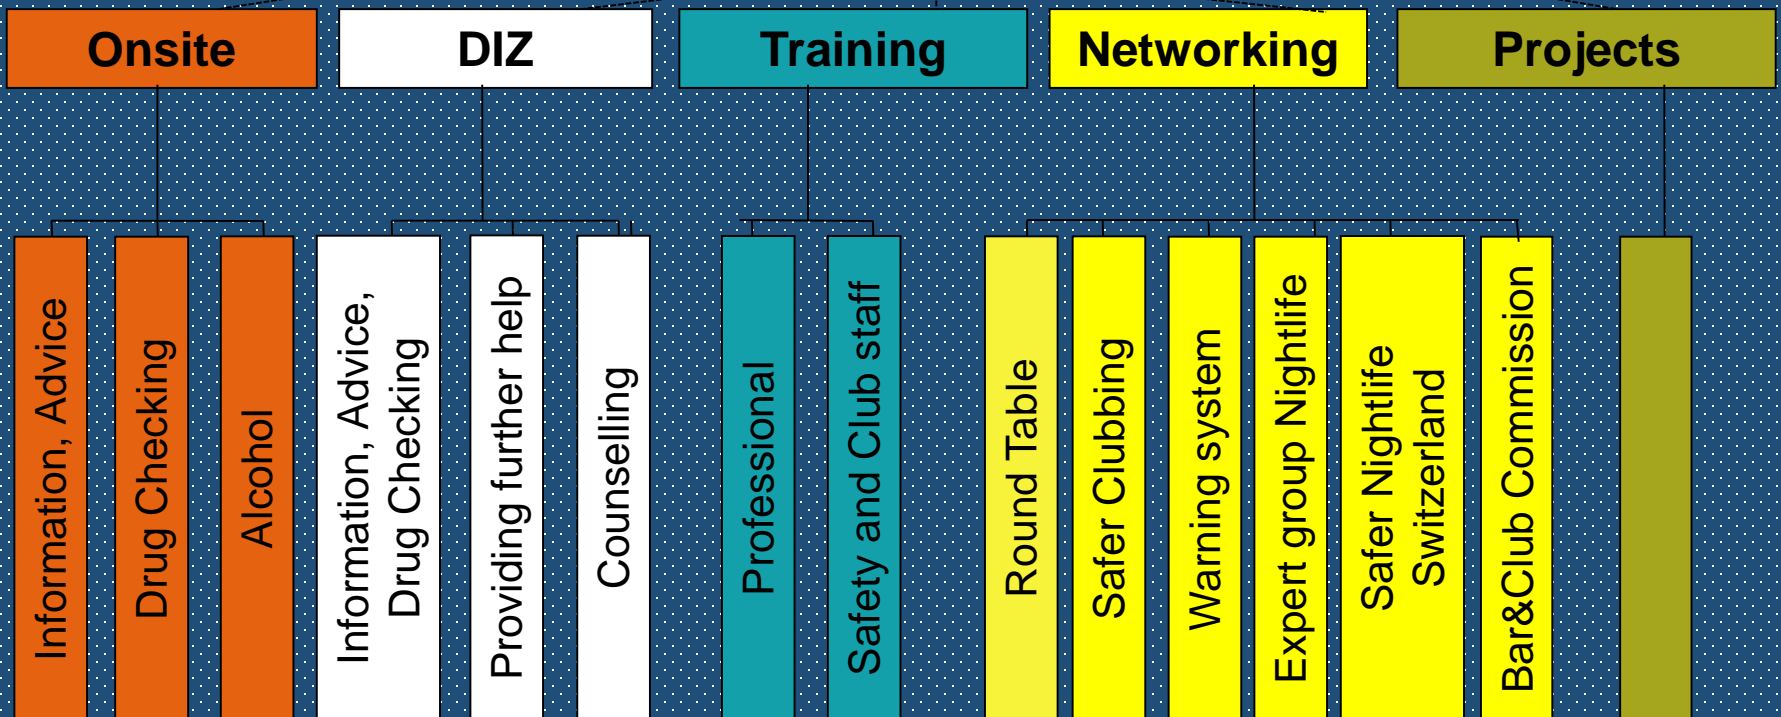 Onsite
DIZ
Training
Networking
Projects
Information, Advice
Drug Checking
Alcohol
Information, Advice,
Drug Checking
Providing further help
Counselling
Professional
Safety and Club staff
Round Table
Safer Clubbing
Warning system
Expert group Nightlife
Safer Nightlife
Switzerland
Bar&Club Commission